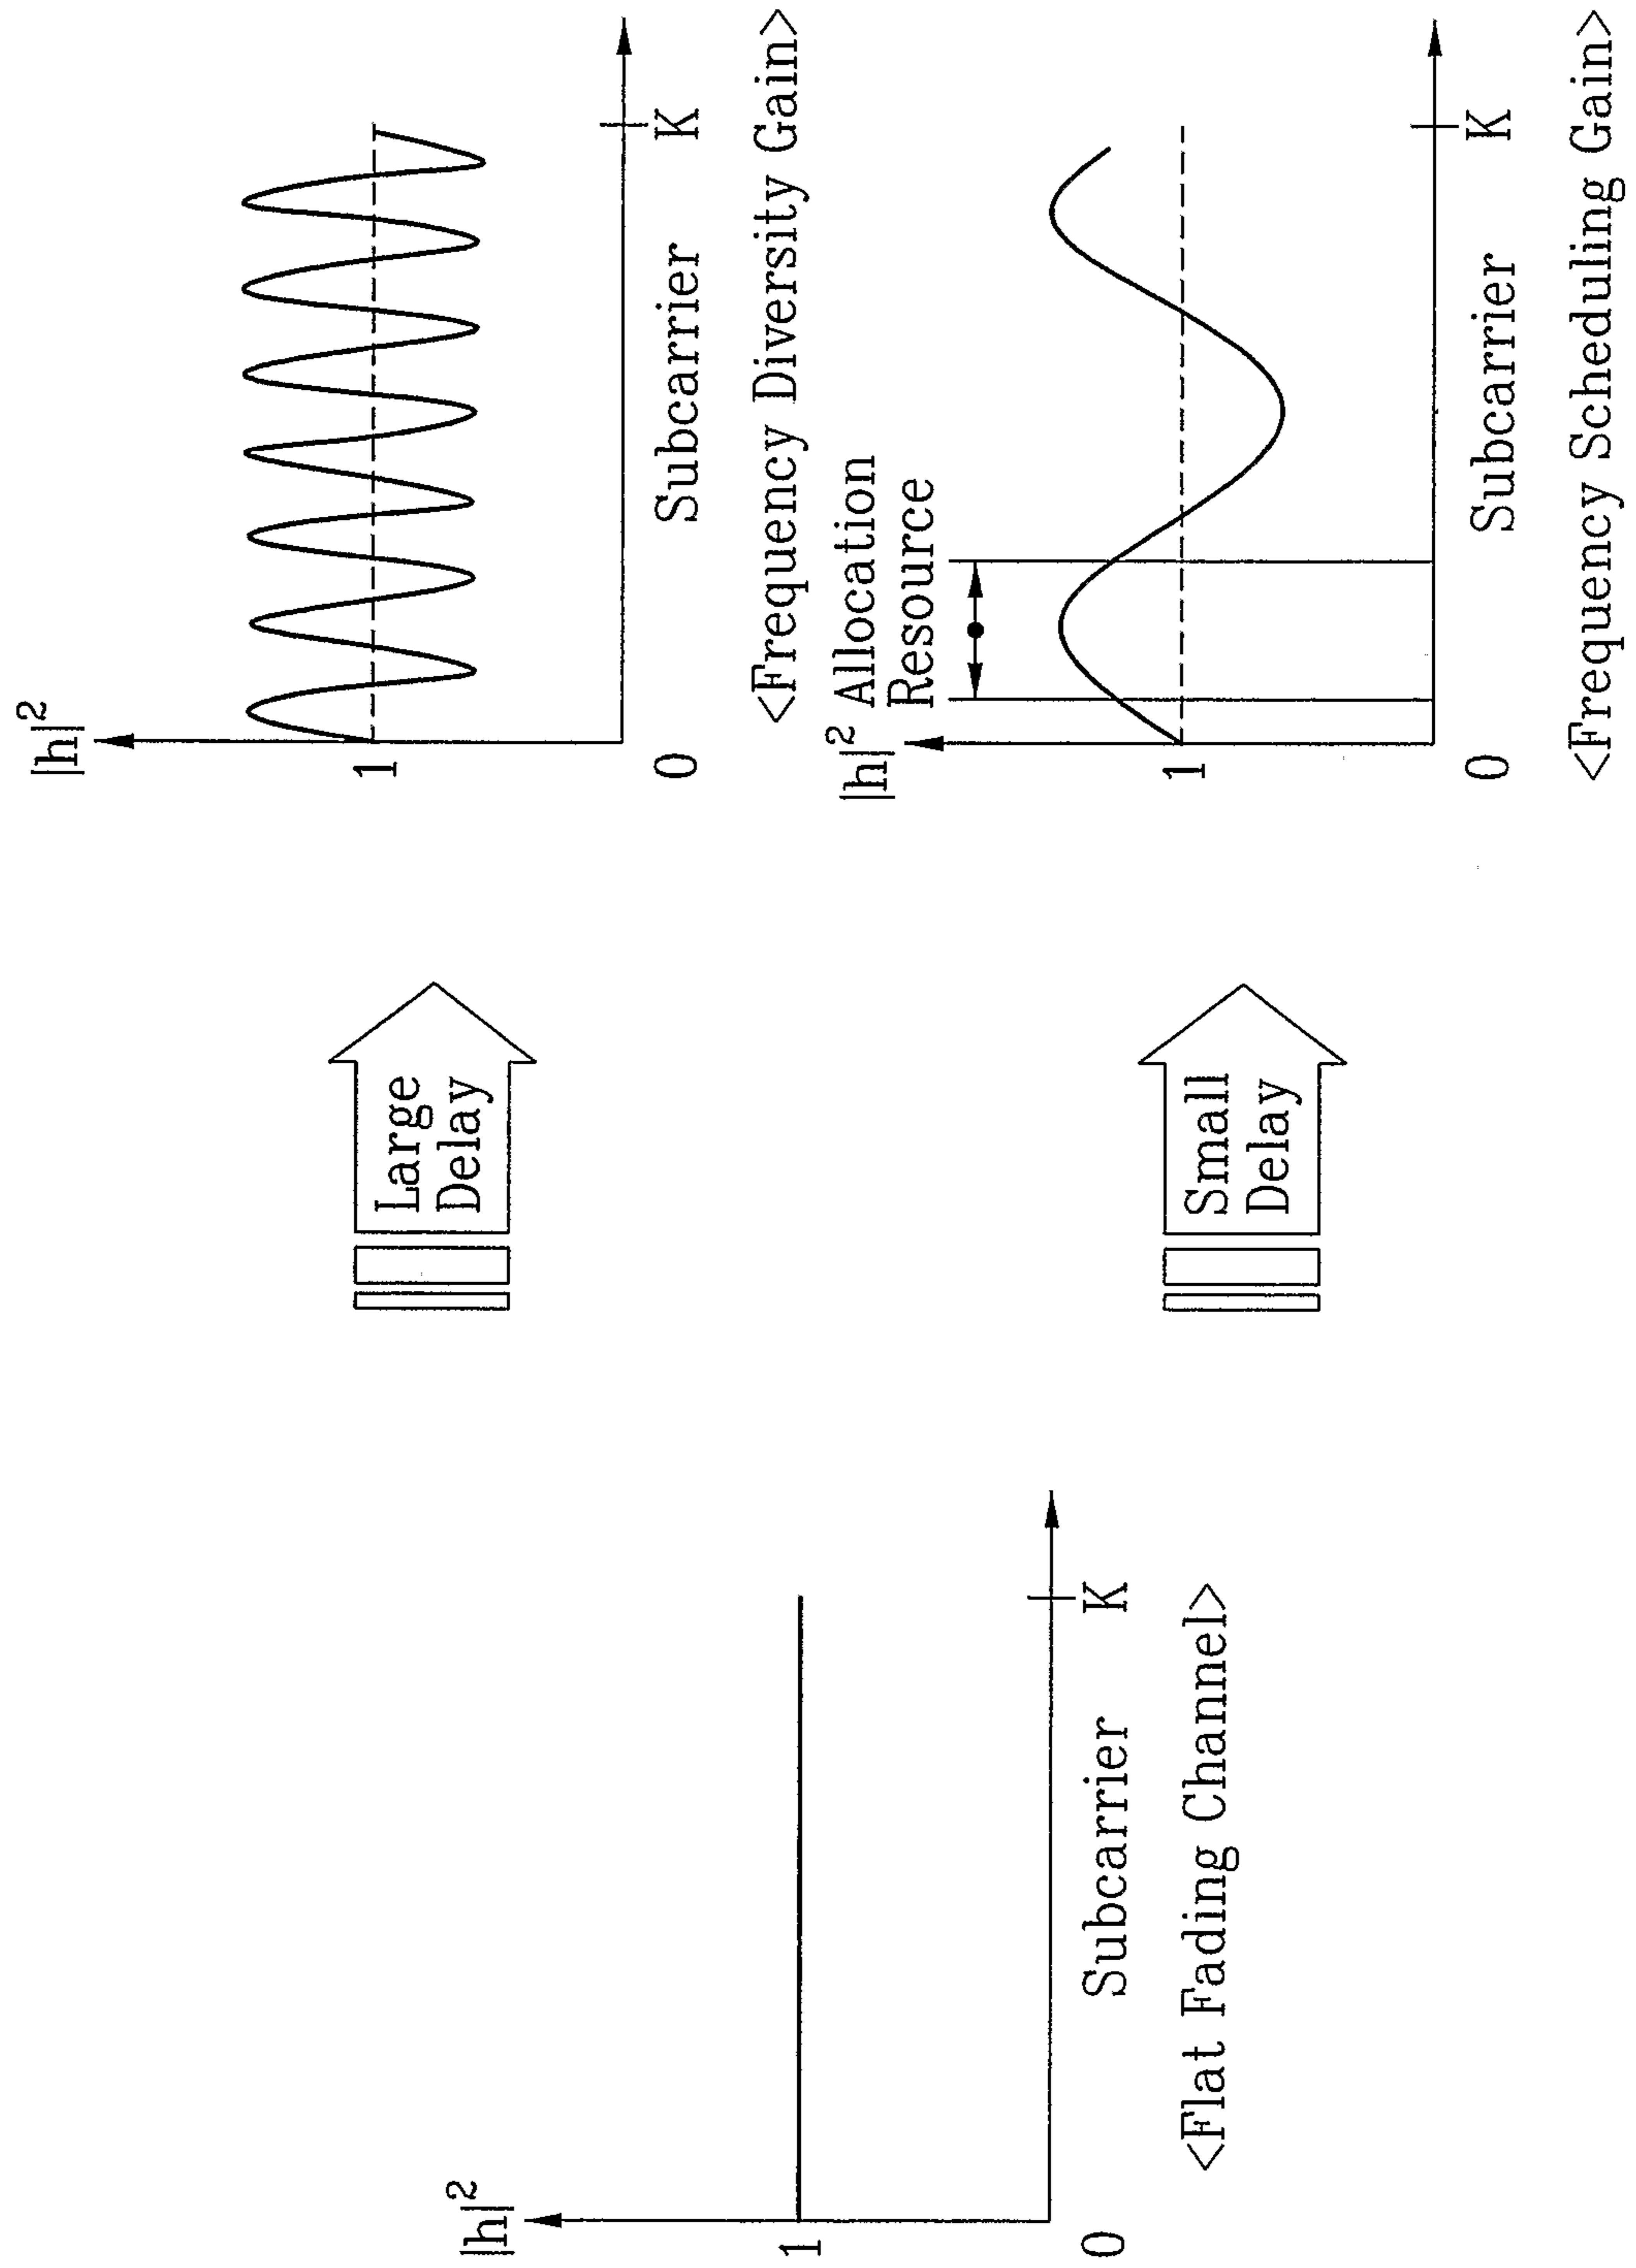 |h|²
1
0
Subcarrier
K
<Flat Fading Channel>
Large
Delay
|h|²
1
0
Subcarrier
K
<Frequency Diversity Gain>
Small
Delay
|h|²
Allocation
Resource
1
0
Subcarrier
K
<Frequency Scheduling Gain>